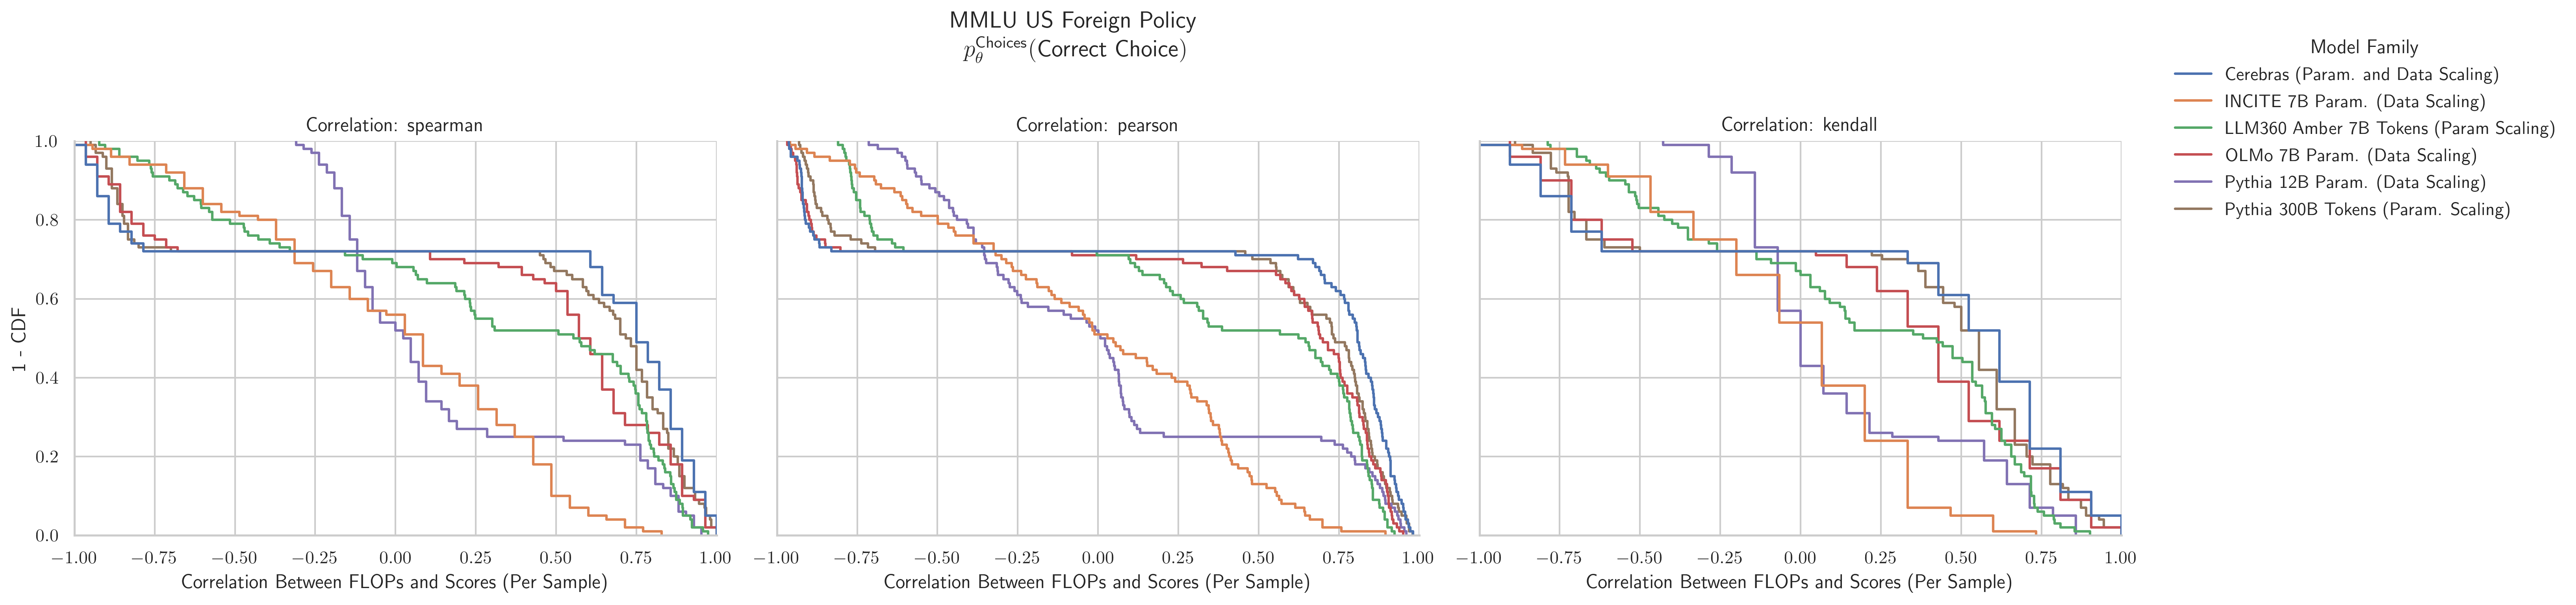 MMLU US Foreign Policy
p_θ^Choices(Correct Choice)
Model Family
Cerebras (Param. and Data Scaling)
INCITE 7B Param. (Data Scaling)
LLM360 Amber 7B Tokens (Param Scaling)
OLMo 7B Param. (Data Scaling)
Pythia 12B Param. (Data Scaling)
Pythia 300B Tokens (Param. Scaling)
Correlation: spearman
Correlation: pearson
Correlation: kendall
1 - CDF
1.0
0.8
0.6
0.4
0.2
0.0
−1.00 −0.75 −0.50 −0.25 0.00 0.25 0.50 0.75 1.00
−1.00 −0.75 −0.50 −0.25 0.00 0.25 0.50 0.75 1.00
−1.00 −0.75 −0.50 −0.25 0.00 0.25 0.50 0.75 1.00
Correlation Between FLOPs and Scores (Per Sample)
Correlation Between FLOPs and Scores (Per Sample)
Correlation Between FLOPs and Scores (Per Sample)